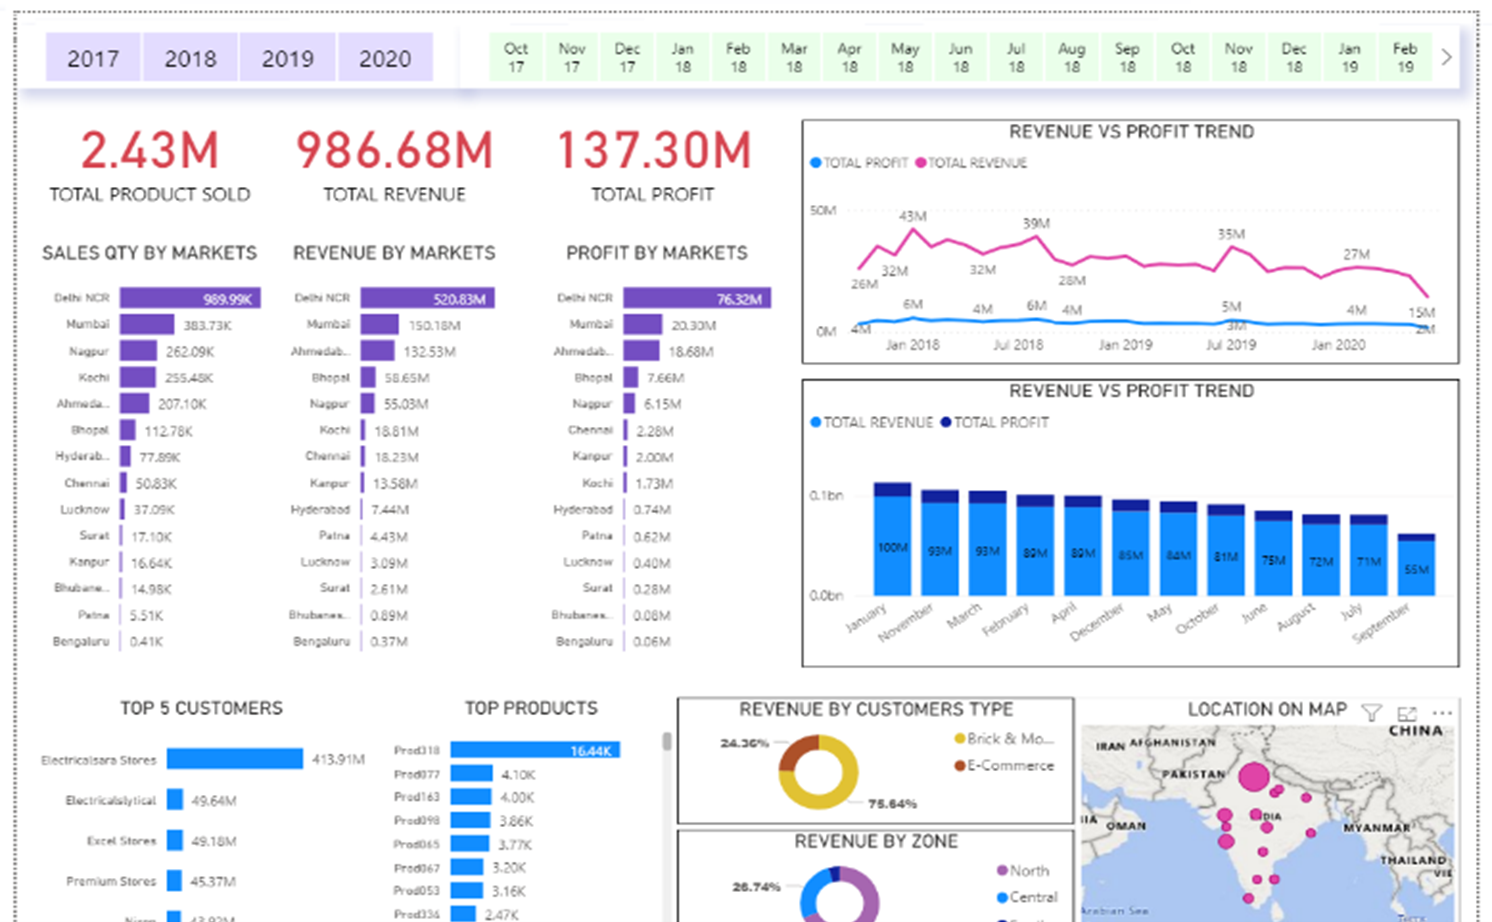 2017 2018 2019 2020
Oct 17 Nov 17 Dec 17 Jan 18 Feb 18 Mar 18 Apr 18 May 18 Jun 18 Jul 18 Aug 18 Sep 18 Oct 18 Nov 18 Dec 18 Jan 19 Feb 19
2.43M
TOTAL PRODUCT SOLD
986.68M
TOTAL REVENUE
137.30M
TOTAL PROFIT
SALES QTY BY MARKETS
Delhi NCR 989.99K
Mumbai 383.73K
Nagpur 262.09K
Kochi 255.48K
Ahmeda... 207.10K
Bhopal 112.78K
Hyderab... 77.89K
Chennai 50.83K
Lucknow 37.09K
Surat 17.10K
Kanpur 16.64K
Bhubane... 14.98K
Patna 5.51K
Bengaluru 0.41K
REVENUE BY MARKETS
Delhi NCR 520.83M
Mumbai 150.18M
Ahmedab... 132.53M
Bhopal 58.65M
Nagpur 55.03M
Kochi 18.81M
Chennai 18.23M
Kanpur 13.58M
Hyderabad 7.44M
Patna 4.43M
Lucknow 3.09M
Surat 2.61M
Bhubanes... 0.89M
Bengaluru 0.37M
PROFIT BY MARKETS
Delhi NCR 76.32M
Mumbai 20.30M
Ahmedab... 18.68M
Bhopal 7.66M
Nagpur 6.15M
Chennai 2.28M
Kanpur 2.00M
Kochi 1.73M
Hyderabad 0.74M
Patna 0.62M
Lucknow 0.40M
Surat 0.28M
Bhubanes... 0.08M
Bengaluru 0.06M
REVENUE VS PROFIT TREND
TOTAL PROFIT TOTAL REVENUE
50M
43M 39M 35M 27M
26M 32M 32M 28M 15M
6M 4M 6M 4M 5M 4M
0M 4M 3M 2M
Jan 2018 Jul 2018 Jan 2019 Jul 2019 Jan 2020
REVENUE VS PROFIT TREND
TOTAL REVENUE TOTAL PROFIT
0.1bn
100M 93M 93M 89M 89M 85M 84M 81M 75M 72M 71M 55M
0.0bn
January November March February April December May October June August July September
TOP 5 CUSTOMERS
Electricalsara Stores 413.91M
Electricalslytical 49.64M
Excel Stores 49.18M
Premium Stores 45.37M
TOP PRODUCTS
Prod318 16.44K
Prod077 4.10K
Prod163 4.00K
Prod098 3.86K
Prod065 3.77K
Prod067 3.20K
Prod053 3.16K
Prod336 2.47K
REVENUE BY CUSTOMERS TYPE
24.36%
75.64%
Brick & Mo...
E-Commerce
REVENUE BY ZONE
26.74%
North
Central
LOCATION ON MAP
CHINA
IRAN AFGHANISTAN
PAKISTAN
OMAN
MYANMAR
THAILAND
Arabian Sea